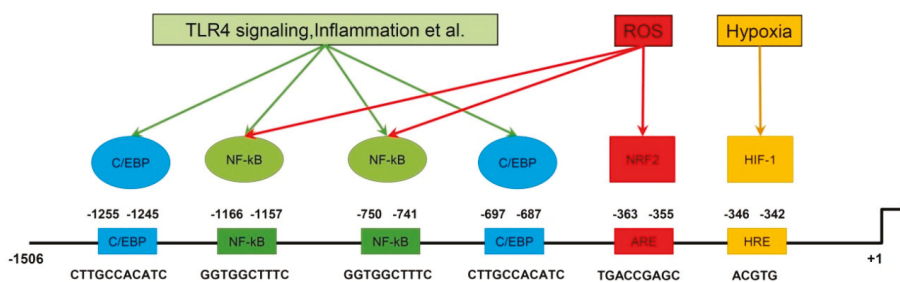 TLR4 signaling,Inflammation et al. ROS Hypoxia
C/EBP NF-kB NF-kB C/EBP NRF2 HIF-1
-1255 -1245 -1166 -1157 -750 -741 -697 -687 -363 -355 -346 -342
C/EBP NF-kB NF-kB C/EBP ARE HRE
-1506 +1
CTTGCCACATC GGTGGCTTTC GGTGGCTTTC CTTGCCACATC TGACCGAGC ACGTG